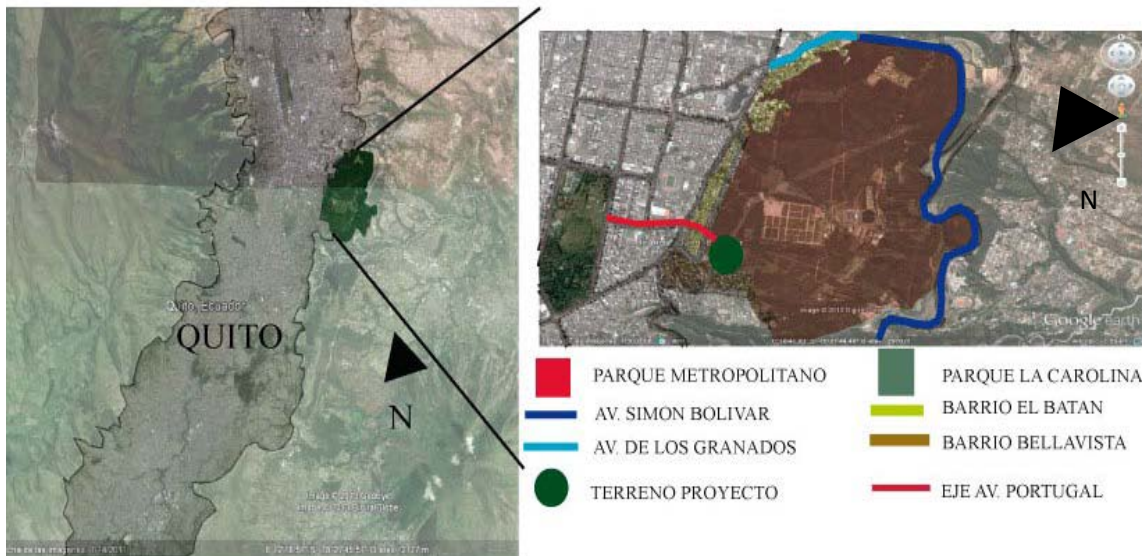 Quito, Ecuador
QUITO
N
N
Google earth
PARQUE METROPOLITANO
AV. SIMON BOLIVAR
AV. DE LOS GRANADOS
TERRENO PROYECTO
PARQUE LA CAROLINA
BARRIO EL BATAN
BARRIO BELLAVISTA
EJE AV. PORTUGAL